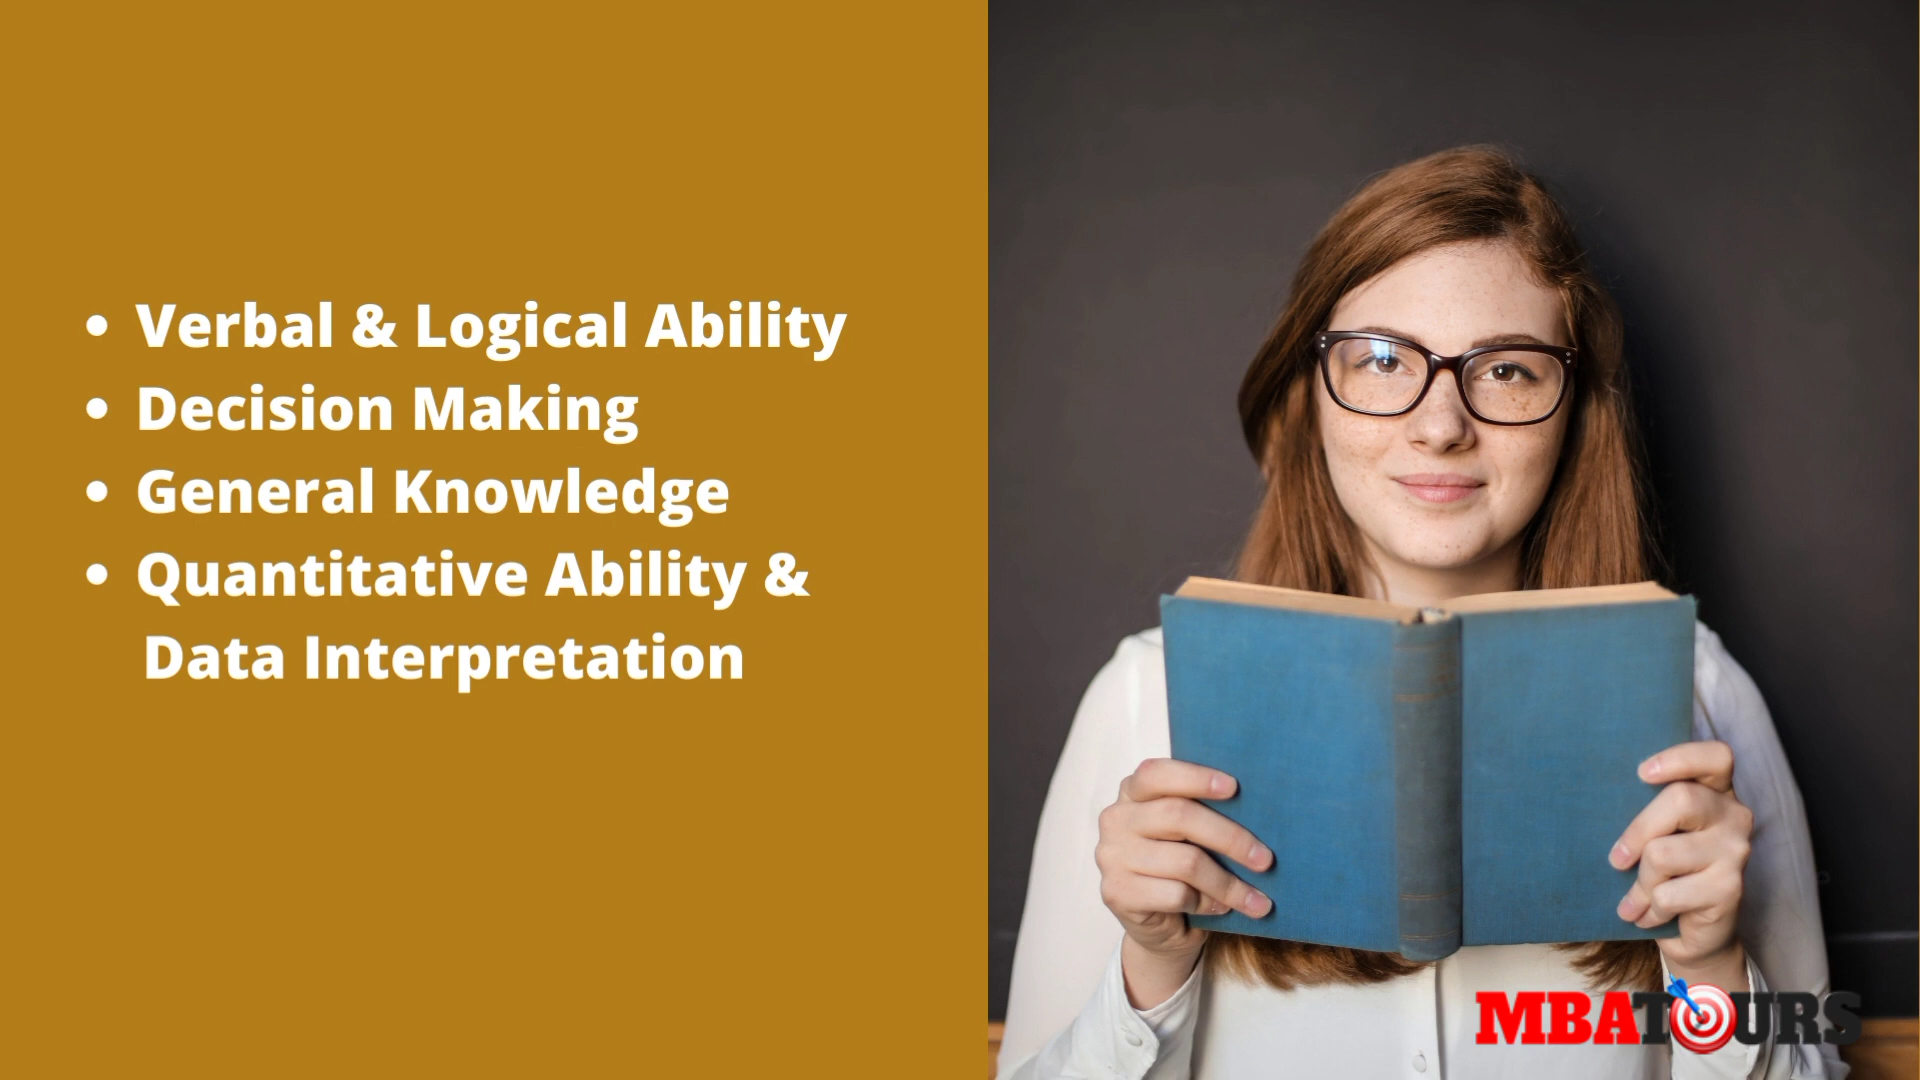 • Verbal & Logical Ability
• Decision Making
• General Knowledge
• Quantitative Ability &
Data Interpretation
MBATOURS